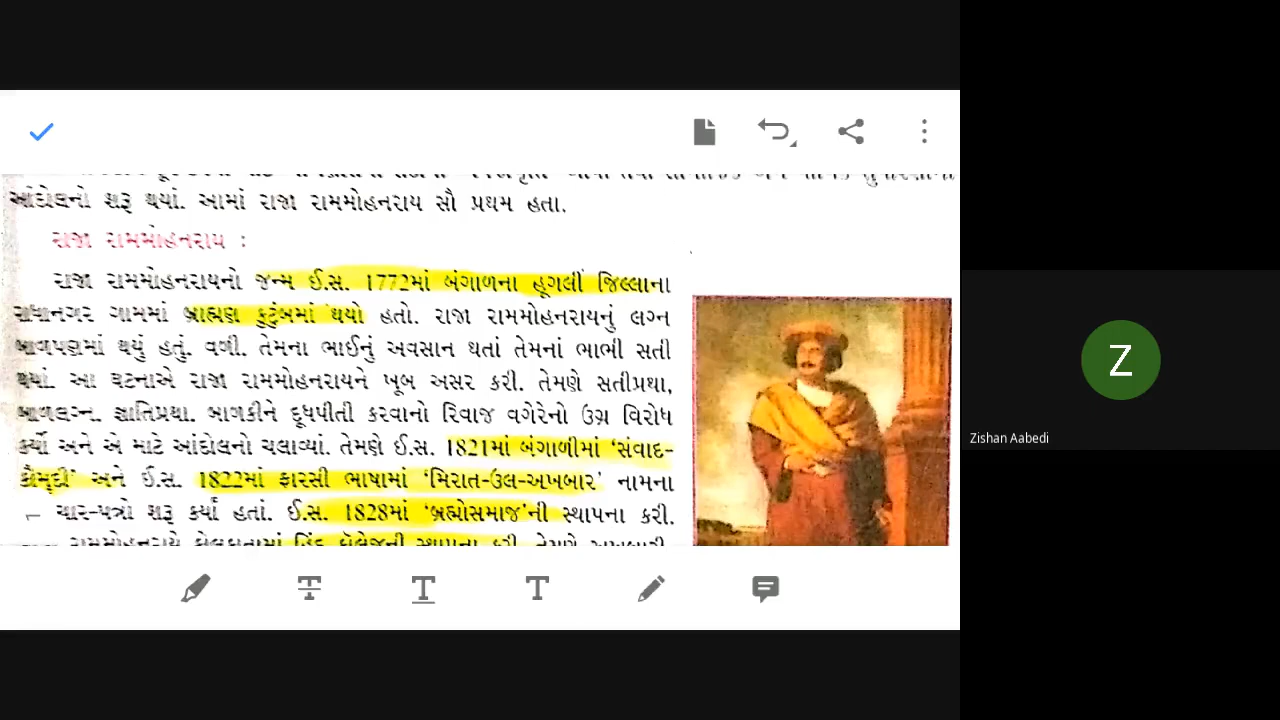 આંદોલનો શરૂ થયાં. આમાં રાજા રામમોહનરાય સૌ પ્રથમ હતા.
રાજા રામમોહનરાય :
રાજા રામમોહનરાયનો જન્મ ઈ.સ. 1772માં બંગાળના હૂગલી જિલ્લાના
રાધાનગર ગામમાં બ્રાહ્મણ કુટુંબમાં થયો હતો. રાજા રામમોહનરાયનું લગ્ન
બાળપણમાં થયું હતું. વળી. તેમના ભાઈનું અવસાન થતાં તેમનાં ભાભી સતી
થયાં. આ ઘટનાએ રાજા રામમોહનરાયને ખૂબ અસર કરી. તેમણે સતીપ્રથા,
બાળલગ્ન. જ્ઞાતિપ્રથા. બાળકીને દૂધપીતી કરવાનો રિવાજ વગેરેનો ઉગ્ર વિરોધ
કર્યો અને એ માટે આંદોલનો ચલાવ્યાં. તેમણે ઈ.સ. 1821માં બંગાળીમાં ‘સંવાદ-
કૌમુદી’ અને ઈ.સ. 1822માં ફારસી ભાષામાં ‘મિરાત-ઉલ-અખબાર’ નામના
ચાર-પત્રો શરૂ કર્યાં હતાં. ઈ.સ. 1828માં ‘બ્રહ્મોસમાજ’ની સ્થાપના કરી.
Z
Zishan Aabedi